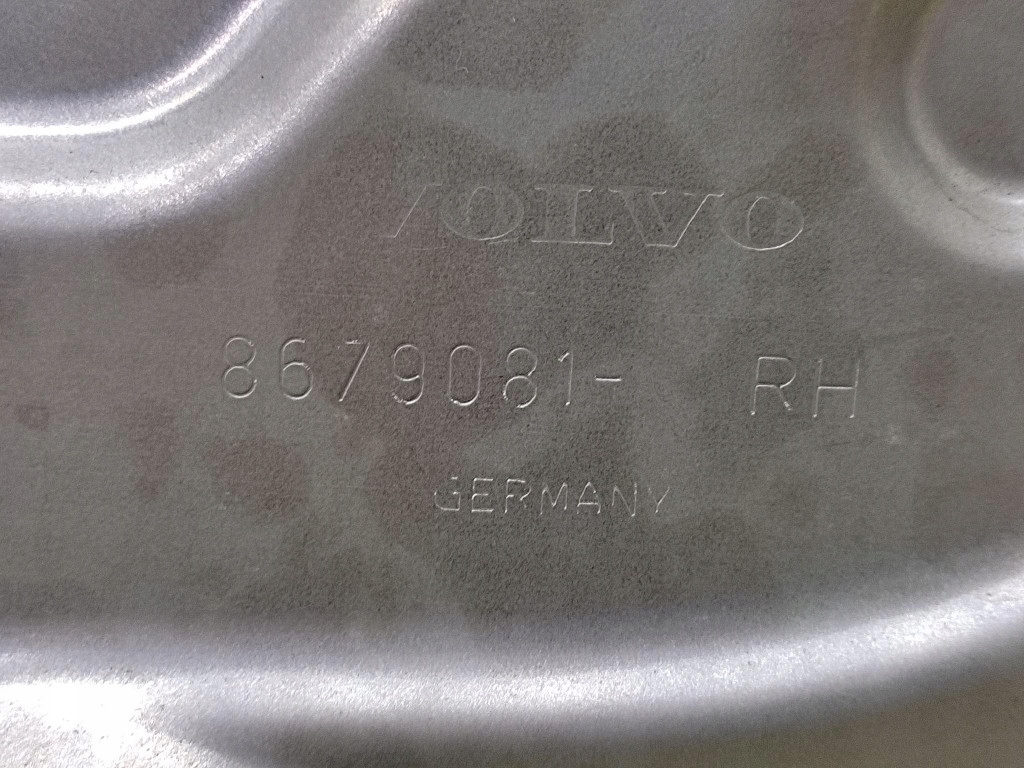 VOLVO
8679081- RH
GERMANY